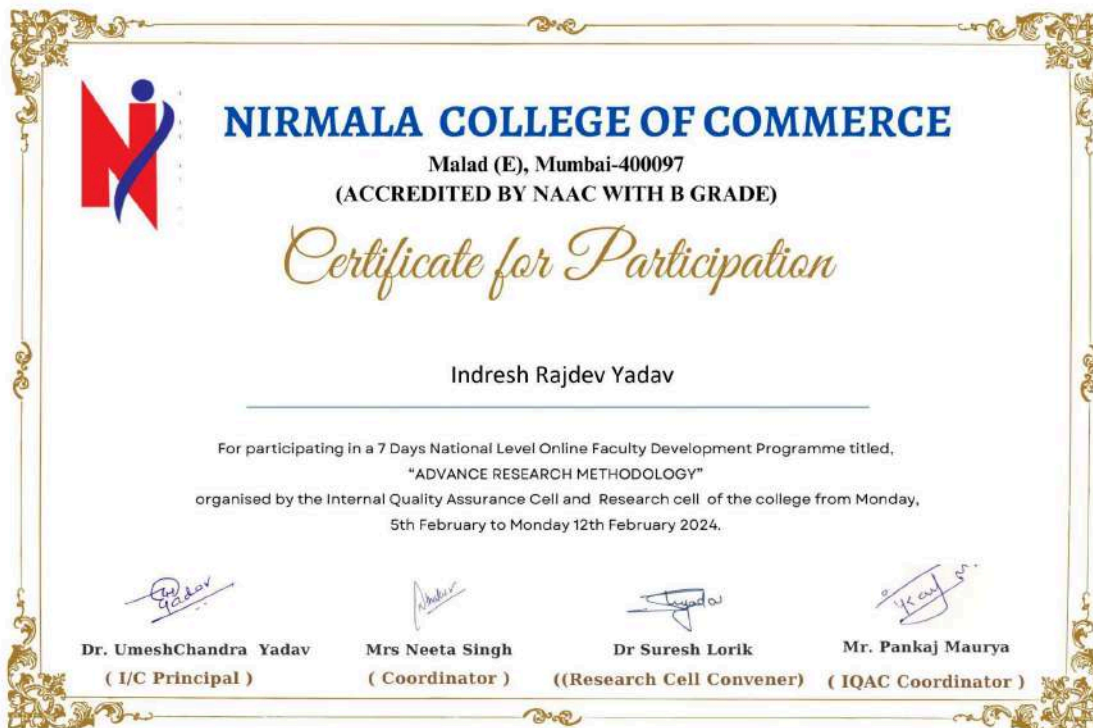 NIRMALA COLLEGE OF COMMERCE
Malad (E), Mumbai-400097
(ACCREDITED BY NAAC WITH B GRADE)
Certificate for Participation
Indresh Rajdev Yadav
For participating in a 7 Days National Level Online Faculty Development Programme titled,
“ADVANCE RESEARCH METHODOLOGY”
organised by the Internal Quality Assurance Cell and Research cell of the college from Monday,
5th February to Monday 12th February 2024.
Yadav
Dr. UmeshChandra Yadav Mrs Neeta Singh Dr Suresh Lorik Mr. Pankaj Maurya
( I/C Principal ) ( Coordinator ) ((Research Cell Convener) ( IQAC Coordinator )